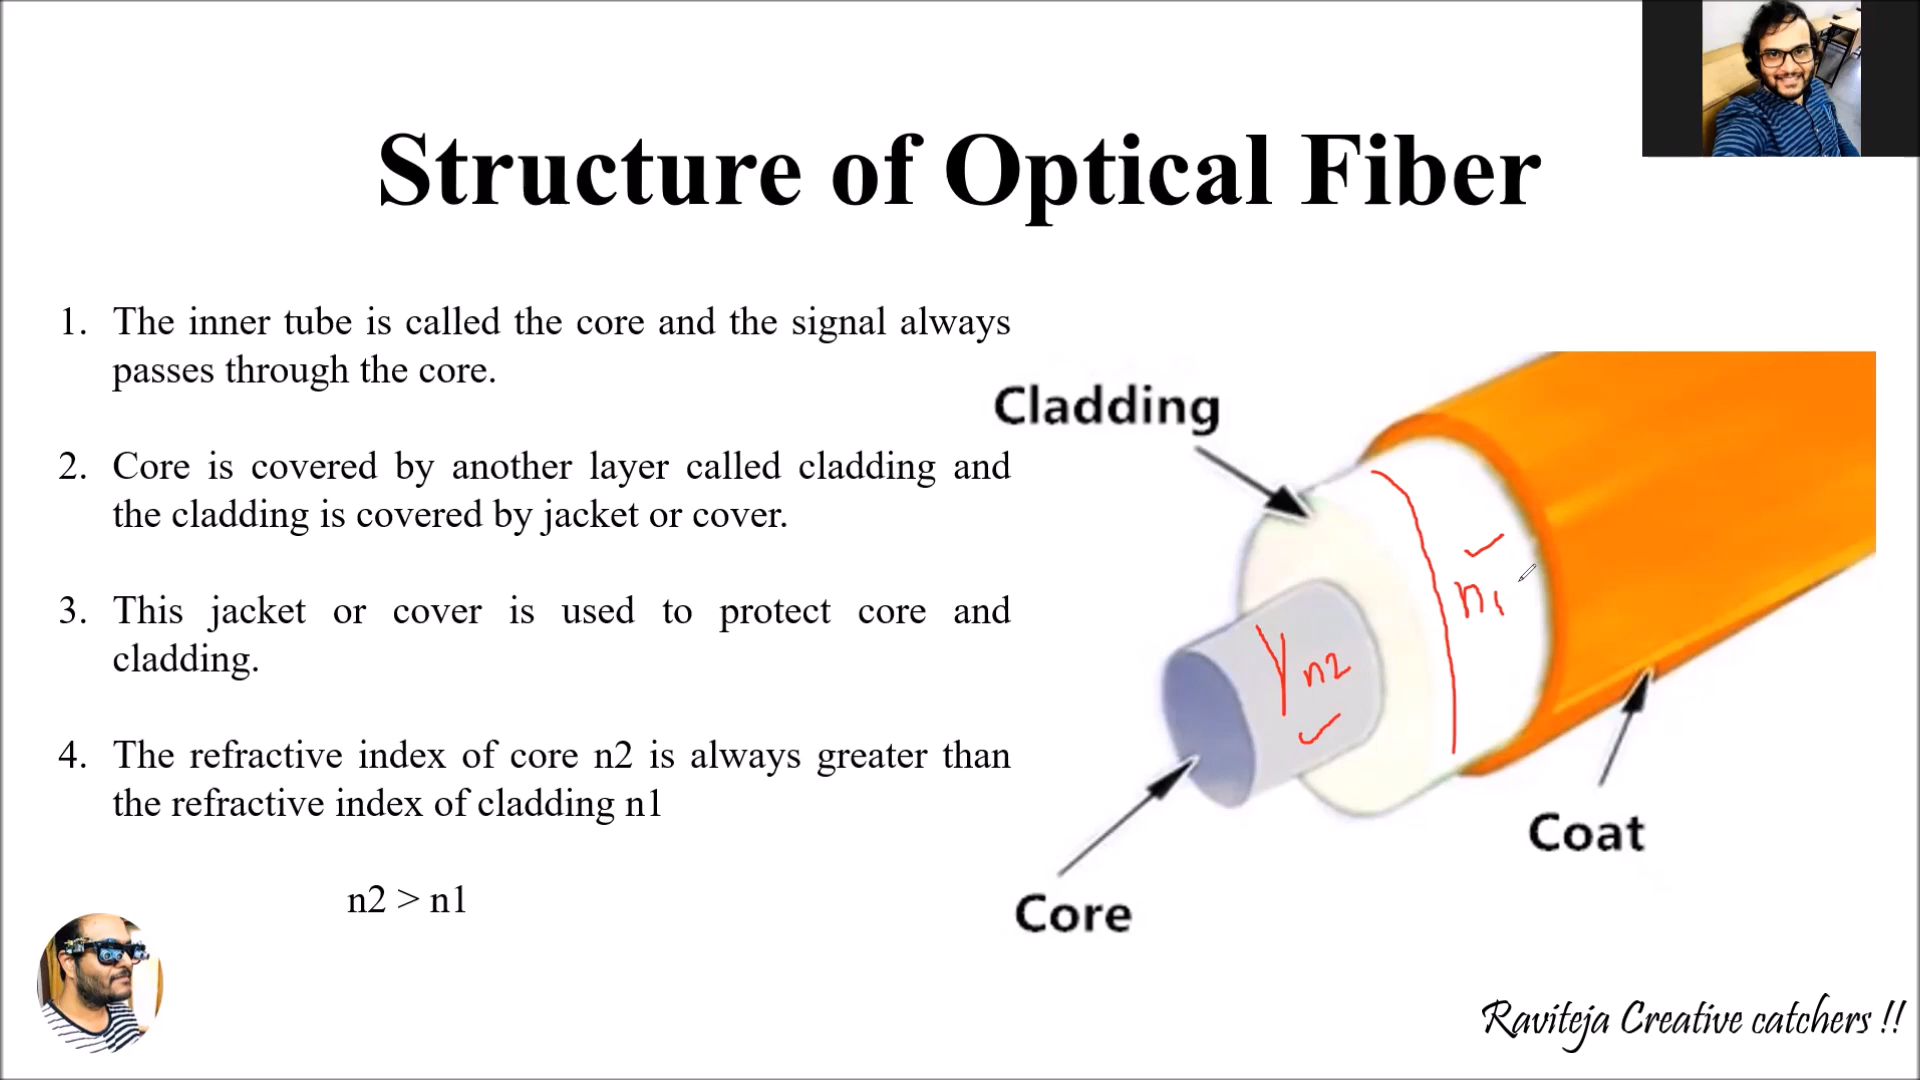 Structure of Optical Fiber
1. The inner tube is called the core and the signal always
passes through the core.
2. Core is covered by another layer called cladding and
the cladding is covered by jacket or cover.
3. This jacket or cover is used to protect core and
cladding.
4. The refractive index of core n2 is always greater than
the refractive index of cladding n1
n2 > n1
Cladding
n1
n2
Coat
Core
Raviteja Creative catchers !!